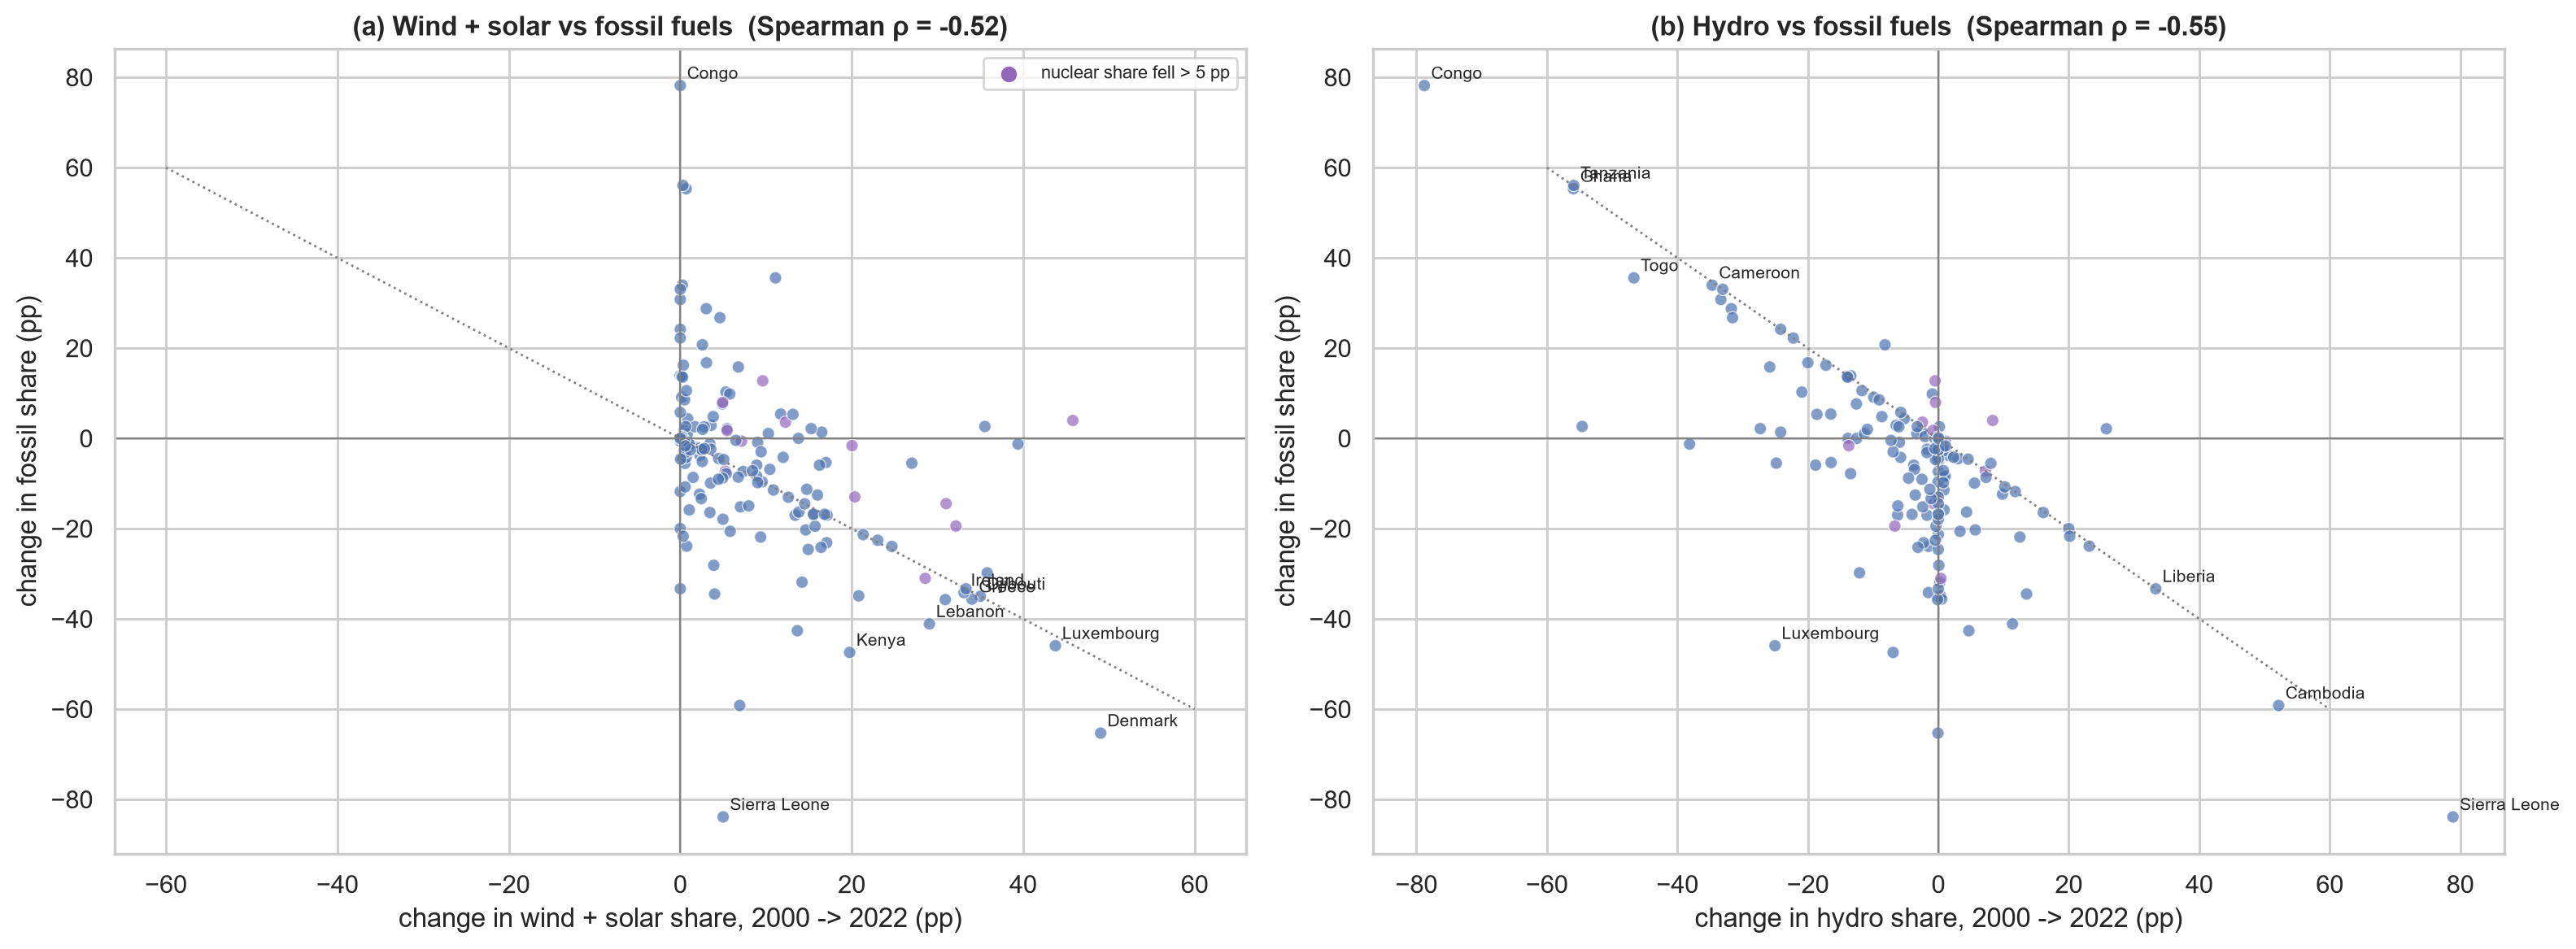 (a) Wind + solar vs fossil fuels (Spearman ρ = -0.52)
nuclear share fell > 5 pp
change in fossil share (pp)
80
60
40
20
0
−20
−40
−60
−80
Congo
Ireland
Greece
Lebanon
Kenya
Luxembourg
Denmark
Sierra Leone
−60
−40
−20
0
20
40
60
change in wind + solar share, 2000 -> 2022 (pp)
(b) Hydro vs fossil fuels (Spearman ρ = -0.55)
change in fossil share (pp)
80
60
40
20
0
−20
−40
−60
−80
Congo
Tanzania
Ghana
Togo
Cameroon
Liberia
Luxembourg
Cambodia
Sierra Leone
−80
−60
−40
−20
0
20
40
60
80
change in hydro share, 2000 -> 2022 (pp)